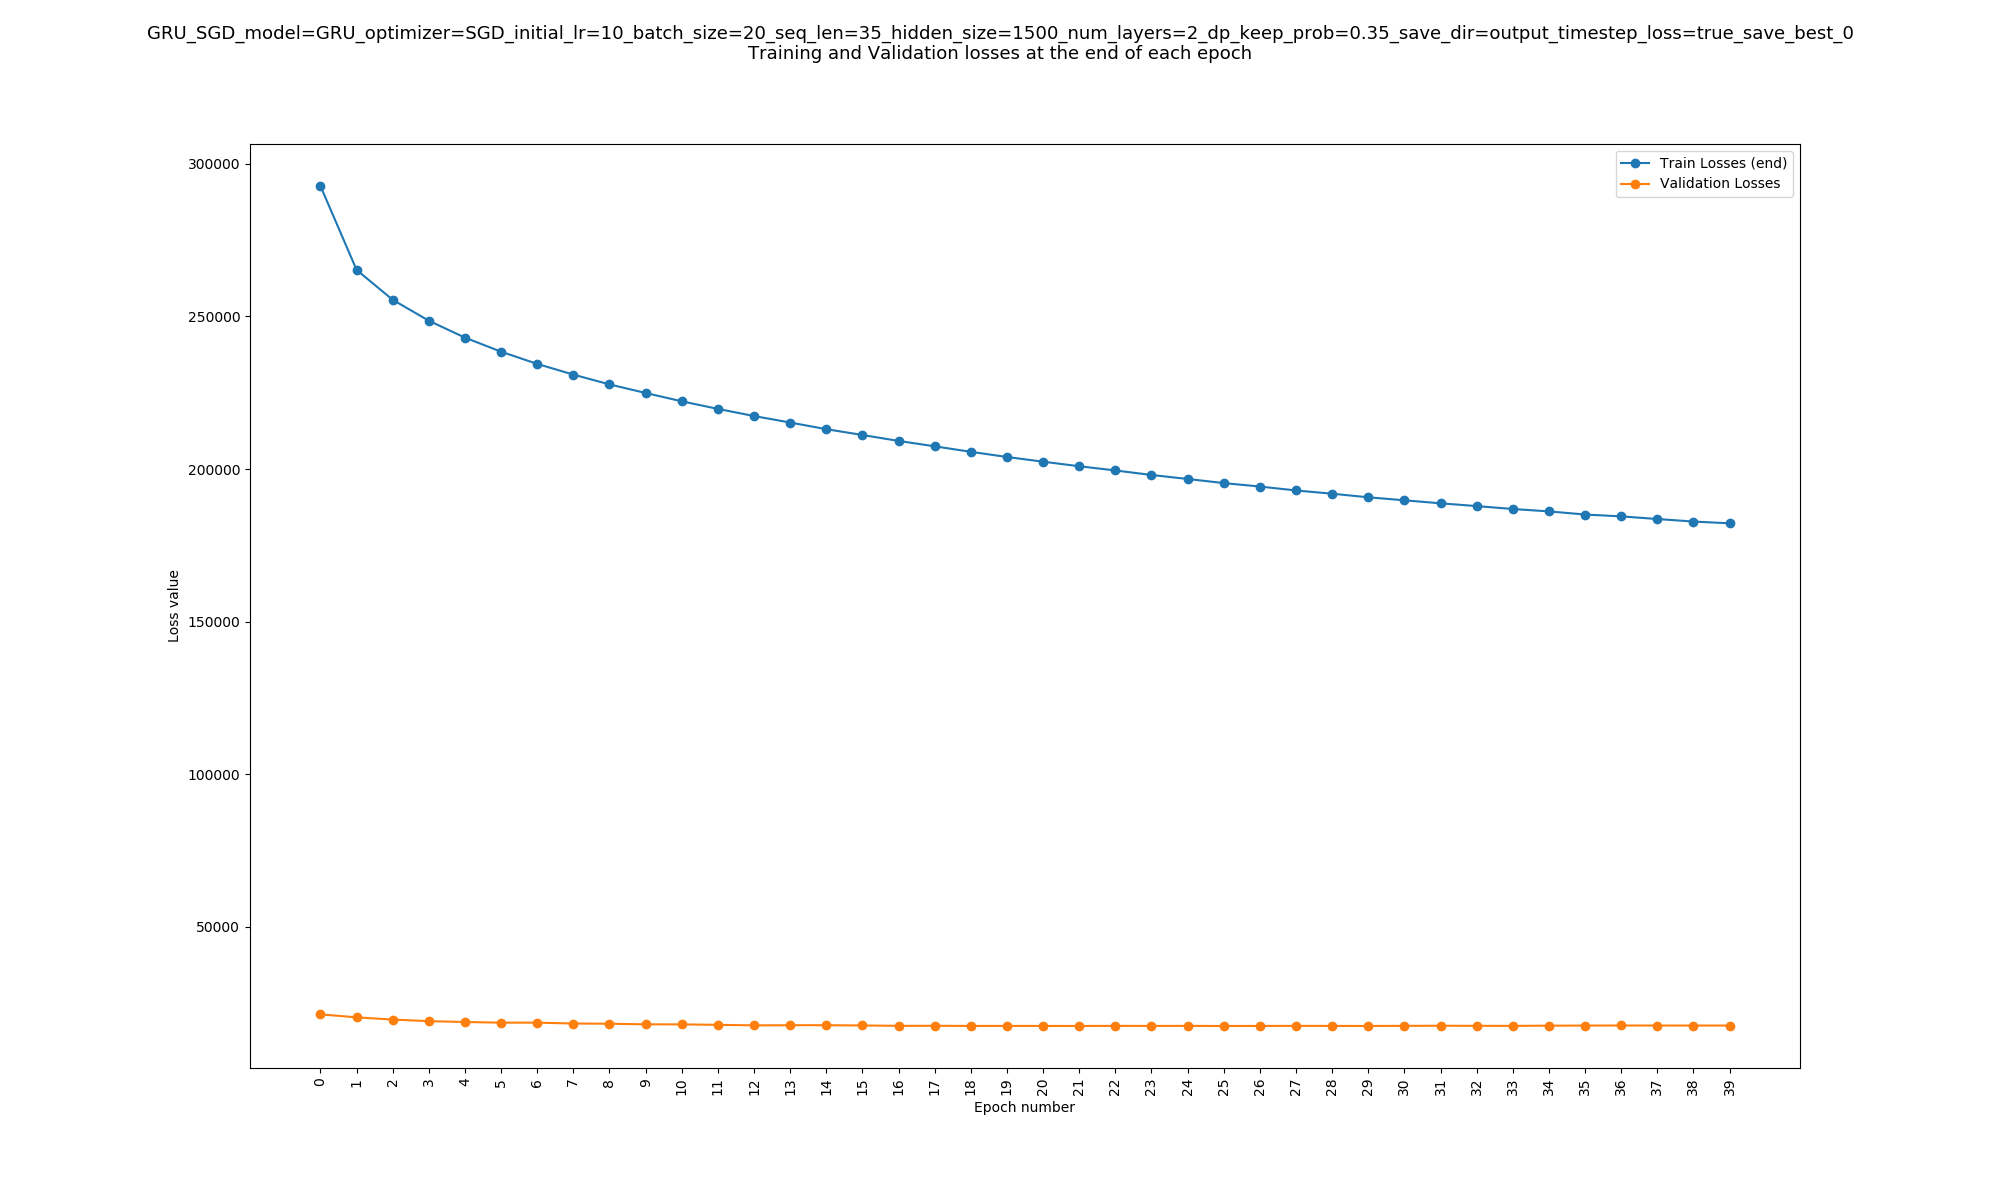 GRU_SGD_model=GRU_optimizer=SGD_initial_lr=10_batch_size=20_seq_len=35_hidden_size=1500_num_layers=2_dp_keep_prob=0.35_save_dir=output_timestep_loss=true_save_best_0
Training and Validation losses at the end of each epoch
Train Losses (end)
Validation Losses
Loss value
300000
250000
200000
150000
100000
50000
0 1 2 3 4 5 6 7 8 9 10 11 12 13 14 15 16 17 18 19 20 21 22 23 24 25 26 27 28 29 30 31 32 33 34 35 36 37 38 39
Epoch number